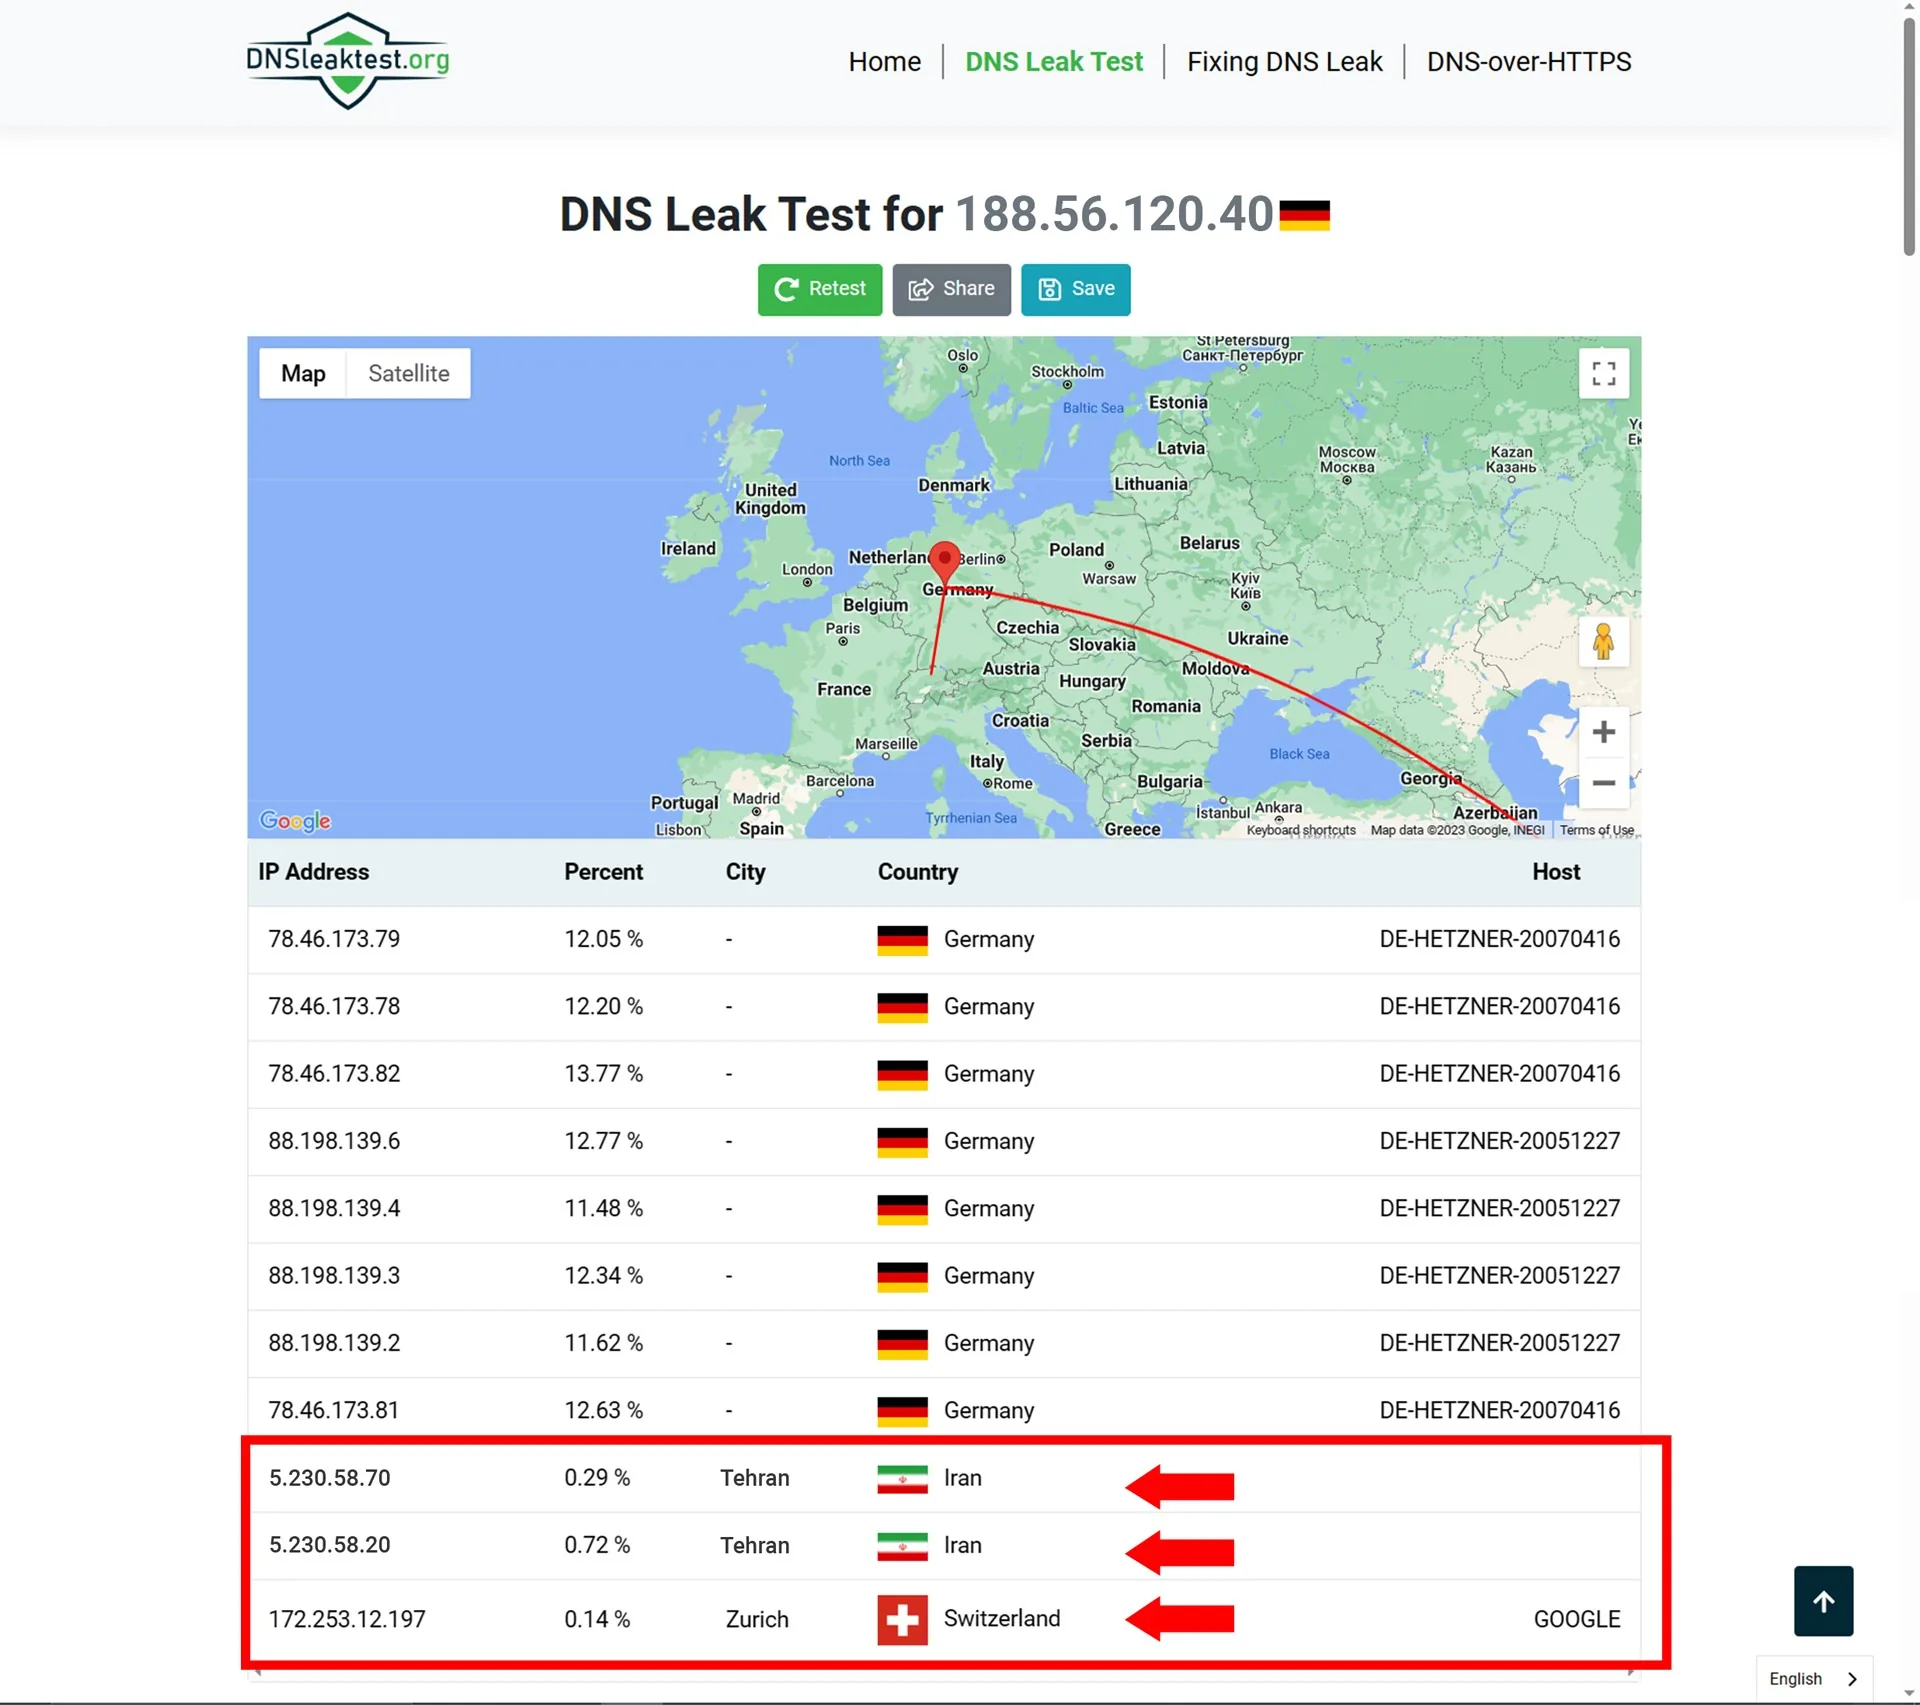 DNSleaktest.org
Home | DNS Leak Test | Fixing DNS Leak | DNS-over-HTTPS
DNS Leak Test for 188.56.120.40
Retest Share Save
Map Satellite
St Petersburg
Санкт-Петербург
Oslo
Stockholm
Baltic Sea
Estonia
Latvia
Moscow
Москва
Kazan
Казань
North Sea
Denmark
Lithuania
United
Kingdom
Ireland
Netherlan
Berlin
Poland
Belarus
London
Warsaw
Kyiv
Київ
Germany
Belgium
Paris
Czechia
Slovakia
Ukraine
Austria
Moldova
France
Hungary
Romania
Croatia
Serbia
Marseille
Black Sea
Italy
Georgia
Barcelona
Rome
Bulgaria
Portugal
Madrid
İstanbul
Ankara
Azerbaijan
Google
Lisbon
Spain
Tyrrhenian Sea
Greece
Keyboard shortcuts Map data ©2023 Google, INEGI Terms of Use
IP Address Percent City Country Host
78.46.173.79 12.05 % - Germany DE-HETZNER-20070416
78.46.173.78 12.20 % - Germany DE-HETZNER-20070416
78.46.173.82 13.77 % - Germany DE-HETZNER-20070416
88.198.139.6 12.77 % - Germany DE-HETZNER-20051227
88.198.139.4 11.48 % - Germany DE-HETZNER-20051227
88.198.139.3 12.34 % - Germany DE-HETZNER-20051227
88.198.139.2 11.62 % - Germany DE-HETZNER-20051227
78.46.173.81 12.63 % - Germany DE-HETZNER-20070416
5.230.58.70 0.29 % Tehran Iran
5.230.58.20 0.72 % Tehran Iran
172.253.12.197 0.14 % Zurich Switzerland GOOGLE
English